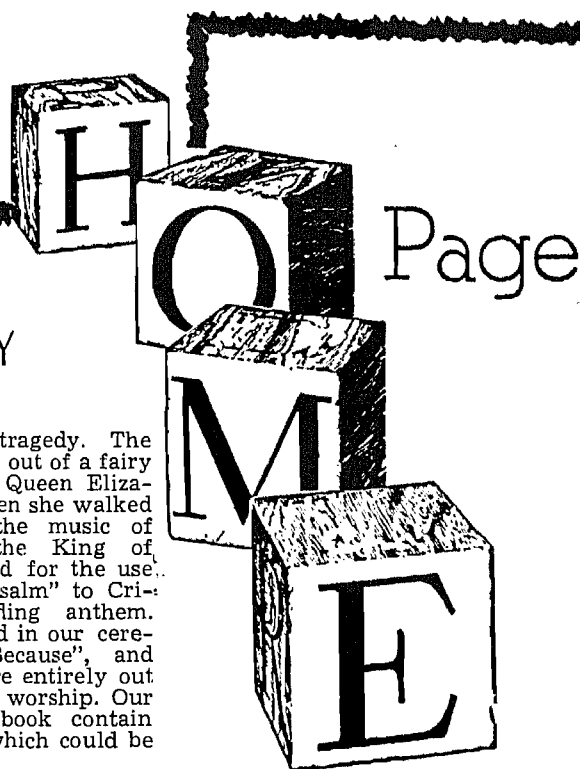 HOME
Page
Y
tragedy. The
out of a fairy
Queen Eliza-
en she walked
the music of
the King of
d for the use
salm" to Cri-
ding anthem.
d in our cere-
Because", and
e entirely out
worship. Our
book contain
which could be